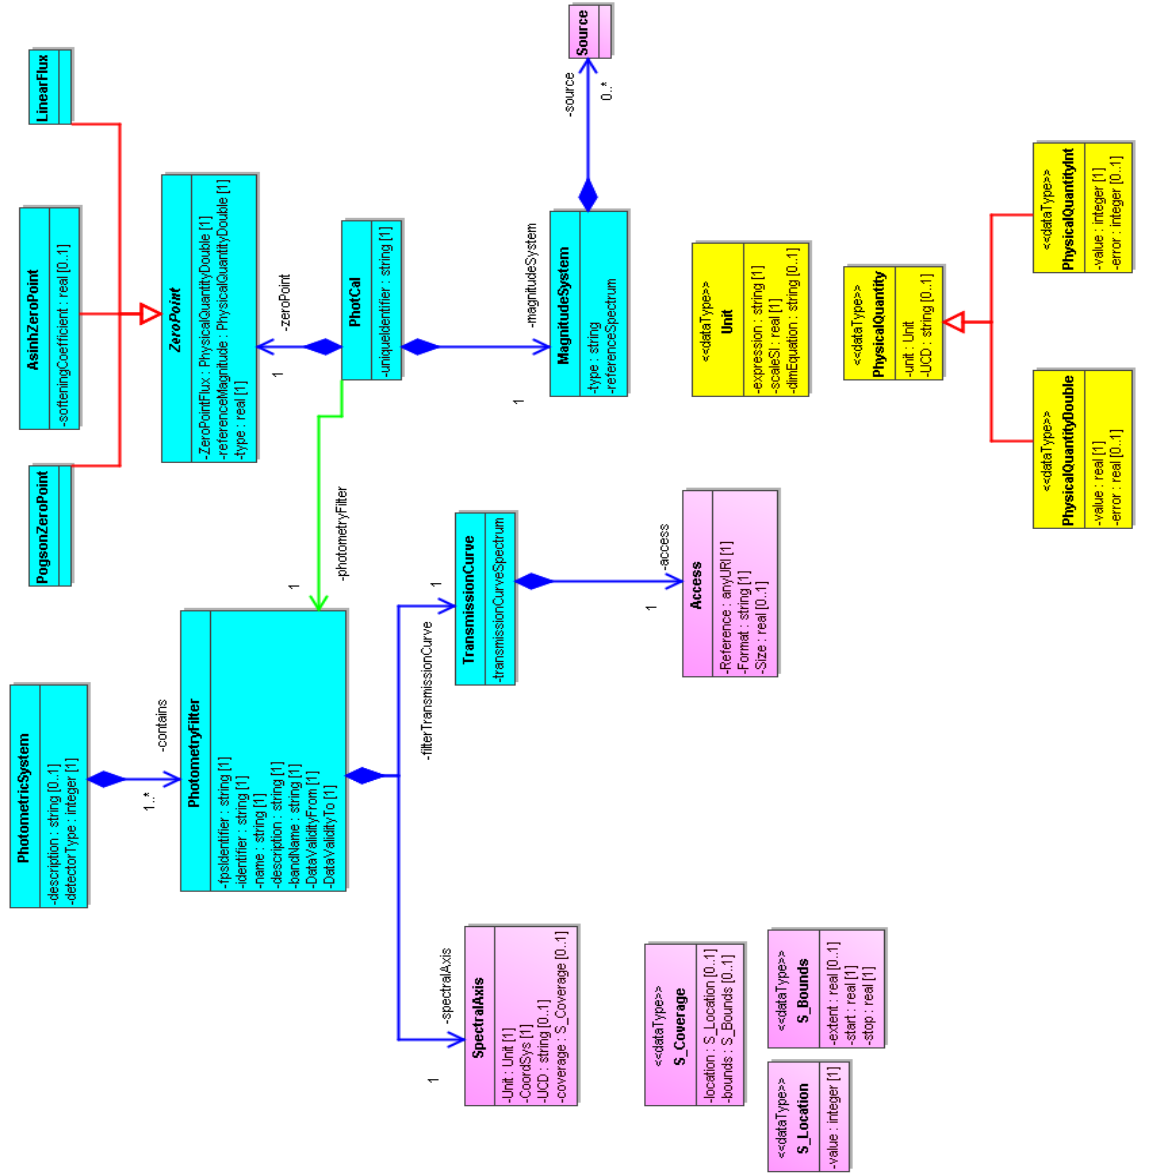 PhotometricSystem
-description : string [0..1]
-detectorType : integer [1]
-contains
1..*
PhotometryFilter
-fpsIdentifier : string [1]
-identifier : string [1]
-name : string [1]
-description : string [1]
-bandName : string [1]
-DataValidityFrom [1]
-DataValidityTo [1]
-photometryFilter
1
PogsonZeroPoint
AsinhZeroPoint
-softeningCoefficient : real [0..1]
LinearFlux
ZeroPoint
-ZeroPointFlux : PhysicalQuantityDouble [1]
-referenceMagnitude : PhysicalQuantityDouble [1]
-type : real [1]
-zeroPoint
1
PhotCal
-uniqueIdentifier : string [1]
-magnitudeSystem
1
MagnitudeSystem
-type : string
-referenceSpectrum
-source
0..*
Source
-spectralAxis
1
SpectralAxis
-Unit : Unit [1]
-CoordSys [1]
-UCD : string [0..1]
-coverage : S_Coverage [0..1]
-filterTransmissionCurve
1
TransmissionCurve
-transmissionCurveSpectrum
-access
1
Access
-Reference : anyURI [1]
-Format : string [1]
-Size : real [0..1]
<<dataType>>
S_Coverage
-location : S_Location [0..1]
-bounds : S_Bounds [0..1]
<<dataType>>
S_Location
-value : integer [1]
<<dataType>>
S_Bounds
-extent : real [0..1]
-start : real [1]
-stop : real [1]
<<dataType>>
Unit
-expression : string [1]
-scaleSI : real [1]
-dimEquation : string [0..1]
<<dataType>>
PhysicalQuantity
-unit : Unit
-UCD : string [0..1]
<<dataType>>
PhysicalQuantityDouble
-value : real [1]
-error : real [0..1]
<<dataType>>
PhysicalQuantityInt
-value : integer [1]
-error : integer [0..1]